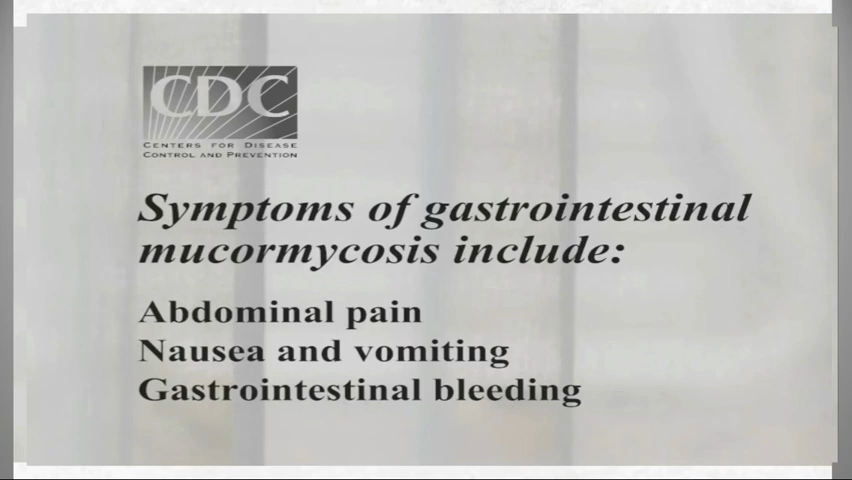 CDC
CENTERS FOR DISEASE
CONTROL AND PREVENTION
Symptoms of gastrointestinal
mucormycosis include:
Abdominal pain
Nausea and vomiting
Gastrointestinal bleeding